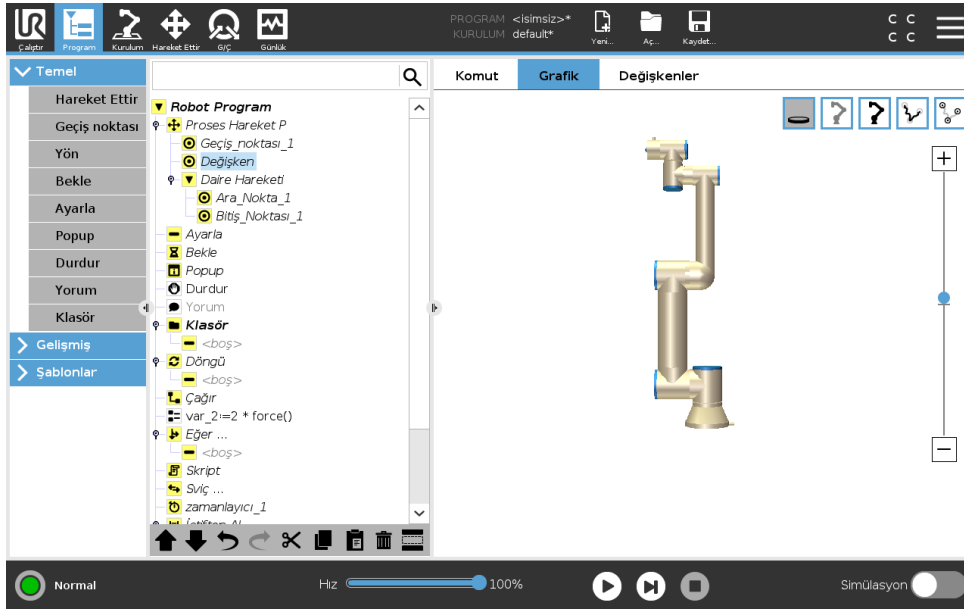 UR
PROGRAM <isimsiz>*
KURULUM default*
C C
C C
Çalıştır Program Kurulum Hareket Ettir G/Ç Günlük
Yeni... Aç... Kaydet...
Temel
Hareket Ettir
Geçiş noktası
Yön
Bekle
Ayarla
Popup
Durdur
Yorum
Klasör
Gelişmiş
Şablonlar
Robot Program
Proses Hareket P
Geçiş_noktası_1
Değişken
Daire Hareketi
Ara_Nokta_1
Bitiş_Noktası_1
Ayarla
Bekle
Popup
Durdur
Yorum
Klasör
<boş>
Döngü
<boş>
Çağır
var_2:=2 * force()
Eğer ...
<boş>
Skript
Sviç ...
zamanlayıcı_1
Komut Grafik Değişkenler
Normal
Hız 100%
Simülasyon